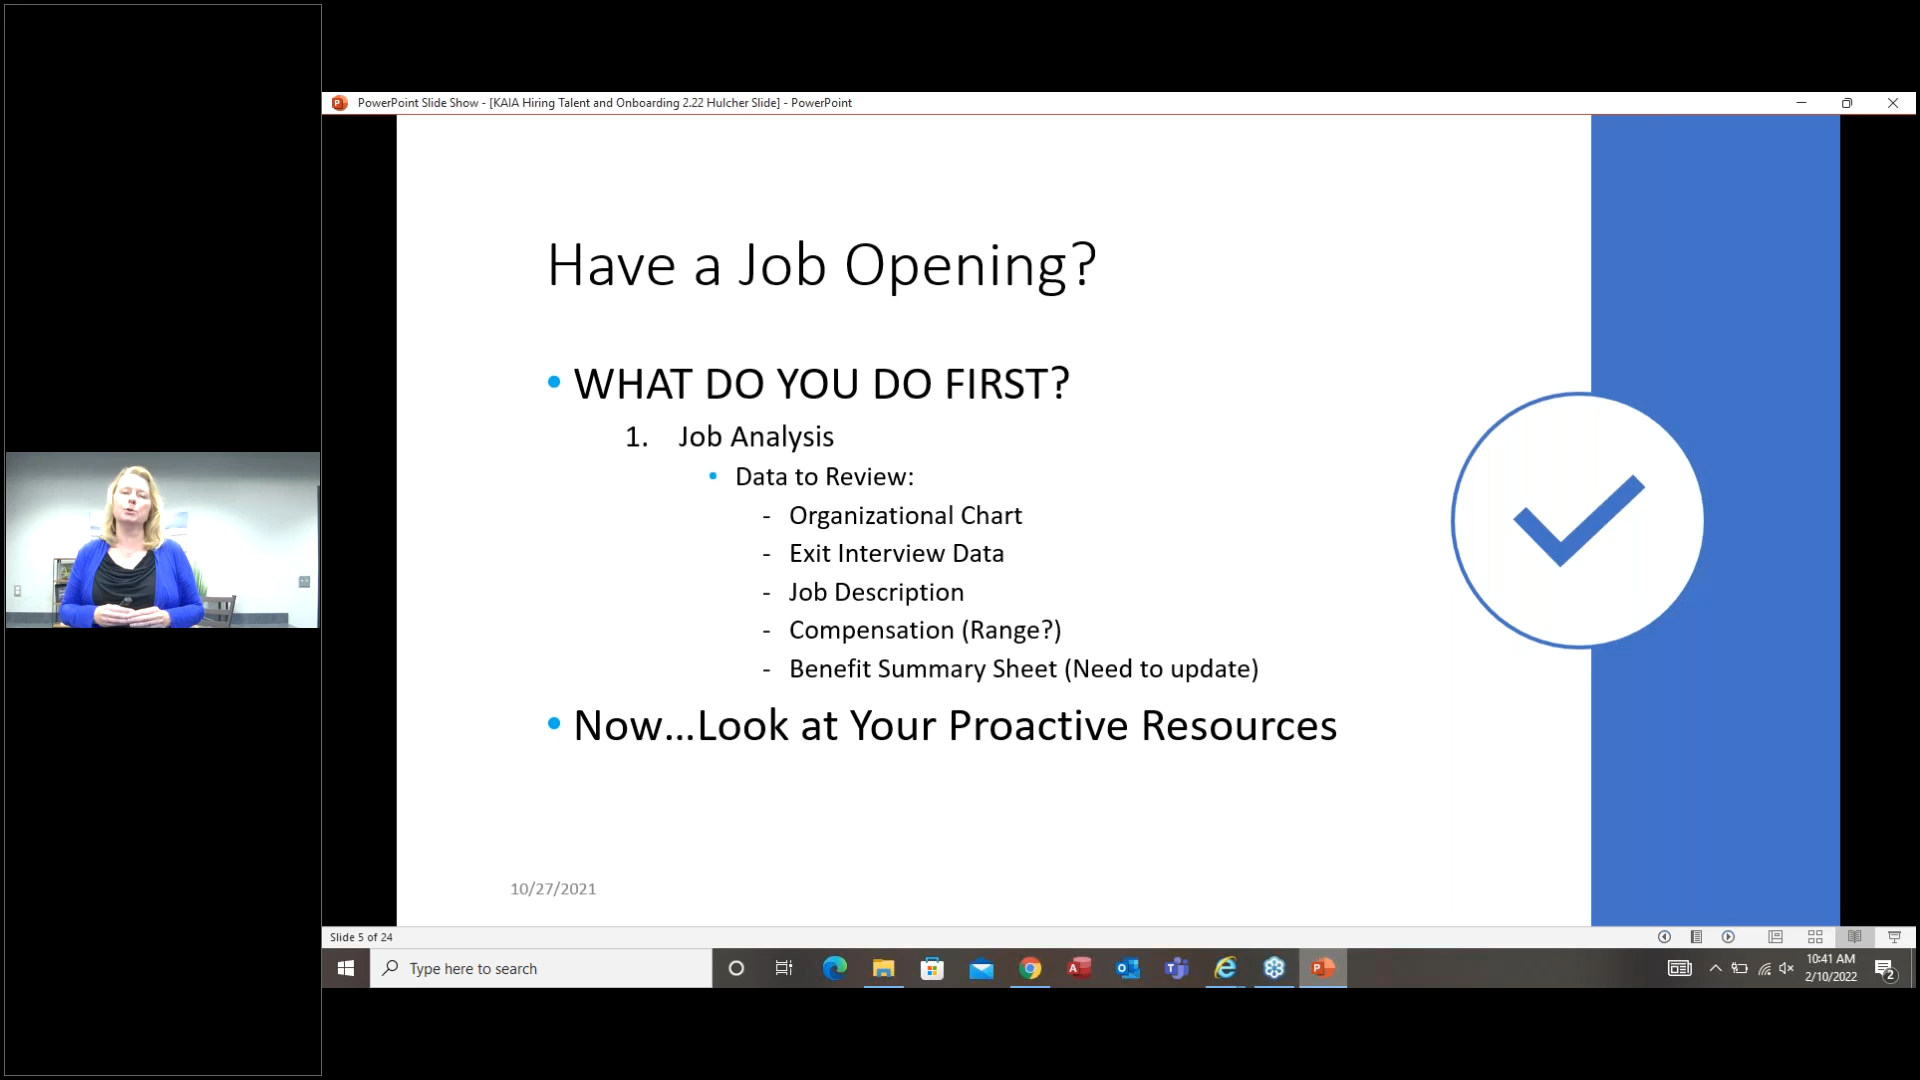 PowerPoint Slide Show - [KAIA Hiring Talent and Onboarding 2.22 Hulcher Slide] - PowerPoint
Have a Job Opening?
• WHAT DO YOU DO FIRST?
1. Job Analysis
• Data to Review:
- Organizational Chart
- Exit Interview Data
- Job Description
- Compensation (Range?)
- Benefit Summary Sheet (Need to update)
• Now...Look at Your Proactive Resources
10/27/2021
Slide 5 of 24
Type here to search
10:41 AM
2/10/2022
2